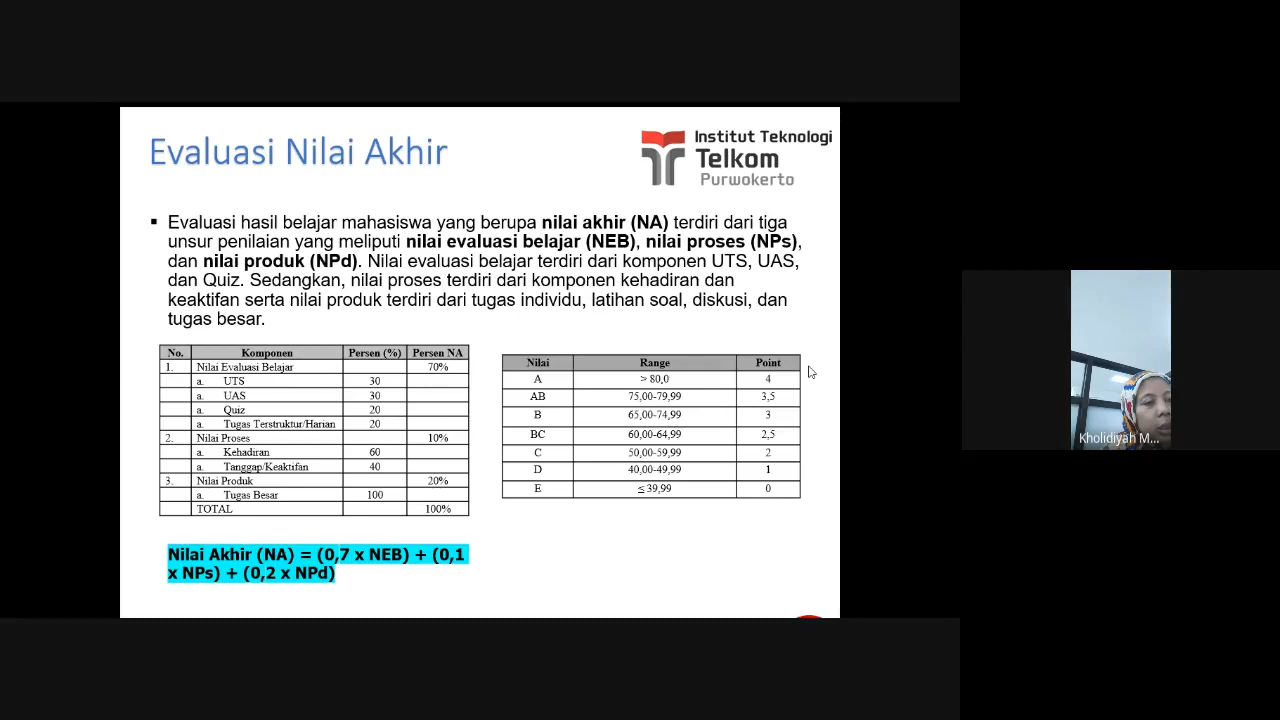 Evaluasi Nilai Akhir
Institut Teknologi
Telkom
Purwokerto
▪ Evaluasi hasil belajar mahasiswa yang berupa nilai akhir (NA) terdiri dari tiga
unsur penilaian yang meliputi nilai evaluasi belajar (NEB), nilai proses (NPs),
dan nilai produk (NPd). Nilai evaluasi belajar terdiri dari komponen UTS, UAS,
dan Quiz. Sedangkan, nilai proses terdiri dari komponen kehadiran dan
keaktifan serta nilai produk terdiri dari tugas individu, latihan soal, diskusi, dan
tugas besar.
No. Komponen Persen (%) Persen NA
1. Nilai Evaluasi Belajar 70%
a. UTS 30
a. UAS 30
a. Quiz 20
a. Tugas Terstruktur/Harian 20
2. Nilai Proses 10%
a. Kehadiran 60
a. Tanggap/Keaktifan 40
3. Nilai Produk 20%
a. Tugas Besar 100
TOTAL 100%
Nilai Range Point
A > 80,0 4
AB 75,00-79,99 3,5
B 65,00-74,99 3
BC 60,00-64,99 2,5
C 50,00-59,99 2
D 40,00-49,99 1
E ≤ 39,99 0
Nilai Akhir (NA) = (0,7 x NEB) + (0,1
x NPs) + (0,2 x NPd)
Kholidiyah M...